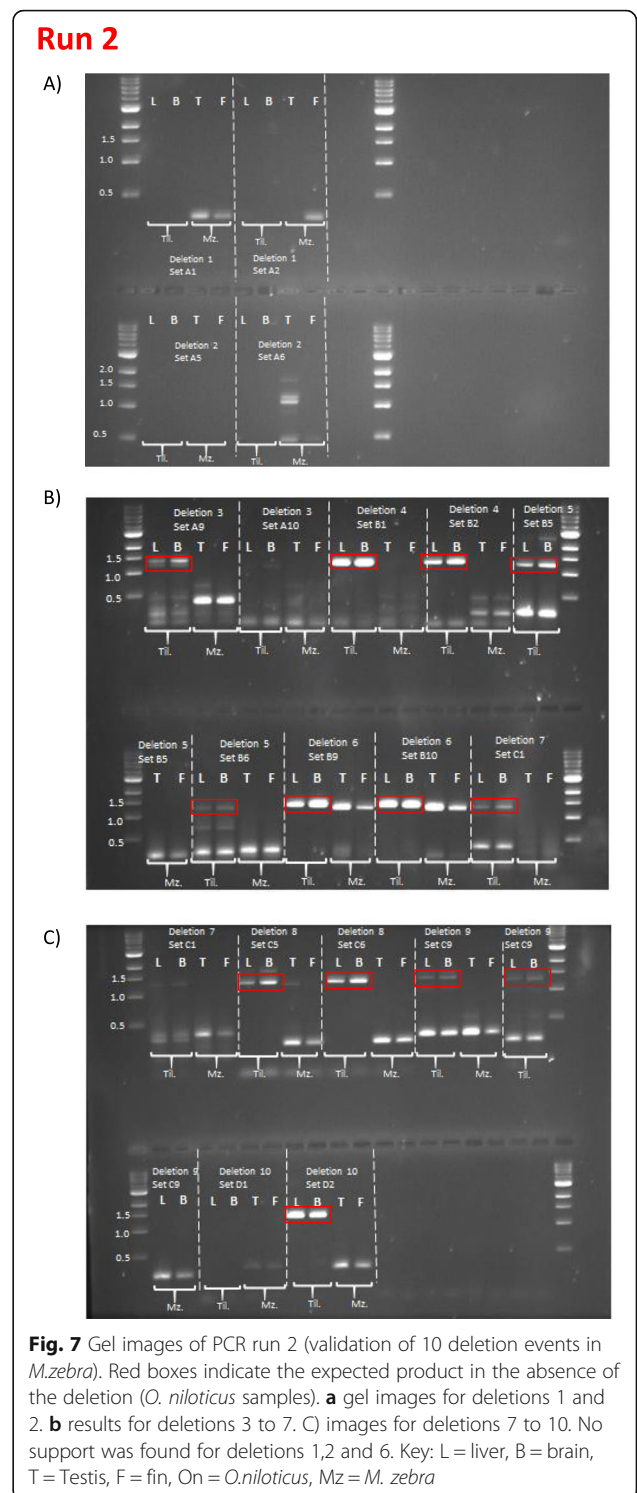 Run 2
A)
L B T F L B T F
1.5
1.0
0.5
Til. Mz. Til. Mz.
Deletion 1 Deletion 1
Set A1 Set A2
L B T F L B T F
Deletion 2 Deletion 2
Set A5 Set A6
2.0
1.5
1.0
0.5
Til. Mz. Til. Mz.
B)
Deletion 3 Deletion 3 Deletion 4 Deletion 4 Deletion 5
Set A9 Set A10 Set B1 Set B2 Set B5
L B T F L B T F L B T F L B T F L B
1.5
1.0
0.5
Til. Mz. Til. Mz. Til. Mz. Til. Mz. Til.
Deletion 5 Deletion 5 Deletion 6 Deletion 6 Deletion 7
Set B5 Set B6 Set B9 Set B10 Set C1
T F L B T F L B T F L B T F L B T F
1.5
1.0
0.5
Mz. Til. Mz. Til. Mz. Til. Mz. Til. Mz.
C)
Deletion 7 Deletion 8 Deletion 8 Deletion 9 Deletion 9
Set C1 Set C5 Set C6 Set C9 Set C9
L B T F L B T F L B T F L B T F L B
1.5
1.0
0.5
Til. Mz. Til. Mz. Til. Mz. Til. Mz. Til.
Deletion 9 Deletion 10 Deletion 10
Set C9 Set D1 Set D2
L B L B T F L B T F
1.5
1.0
0.5
Mz. Til. Mz. Til. Mz.
Fig. 7 Gel images of PCR run 2 (validation of 10 deletion events in
M.zebra). Red boxes indicate the expected product in the absence of
the deletion (O. niloticus samples). a gel images for deletions 1 and
2. b results for deletions 3 to 7. C) images for deletions 7 to 10. No
support was found for deletions 1,2 and 6. Key: L = liver, B = brain,
T = Testis, F = fin, On = O.niloticus, Mz = M. zebra